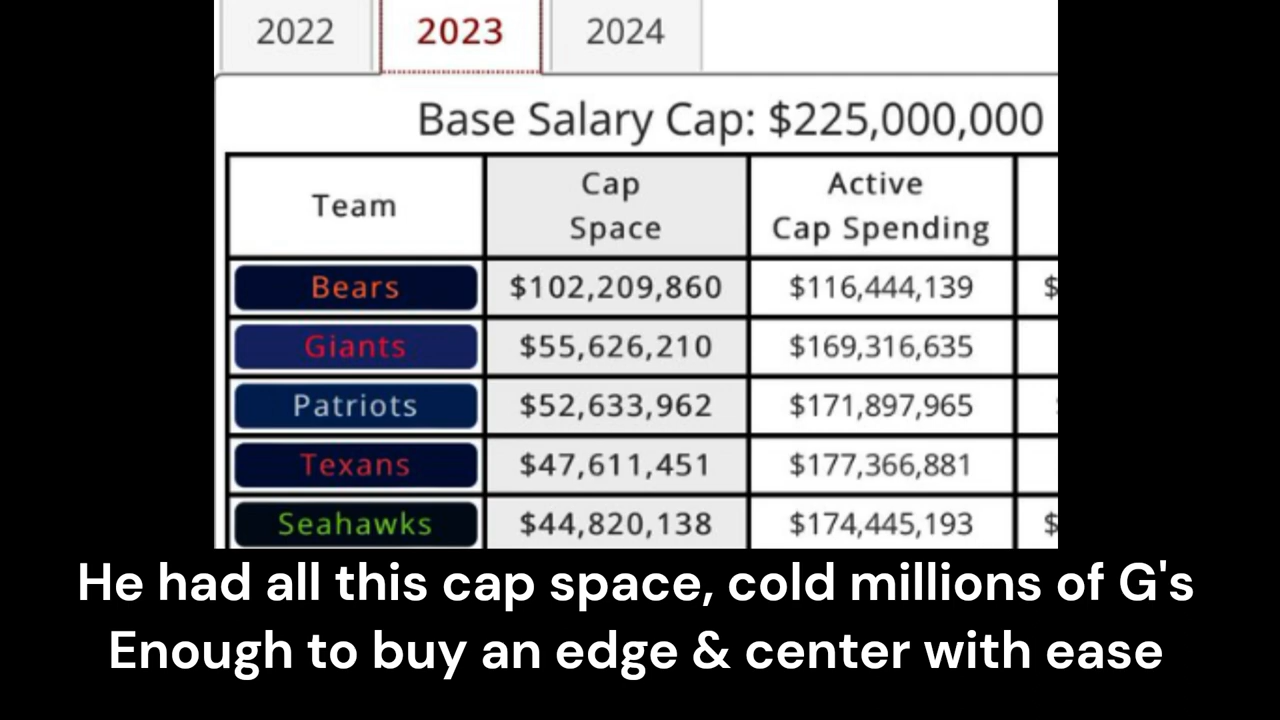 2022 2023 2024
Base Salary Cap: $225,000,000
Team Cap Space Active Cap Spending
Bears $102,209,860 $116,444,139 $
Giants $55,626,210 $169,316,635
Patriots $52,633,962 $171,897,965
Texans $47,611,451 $177,366,881
Seahawks $44,820,138 $174,445,193 $
He had all this cap space, cold millions of G's
Enough to buy an edge & center with ease